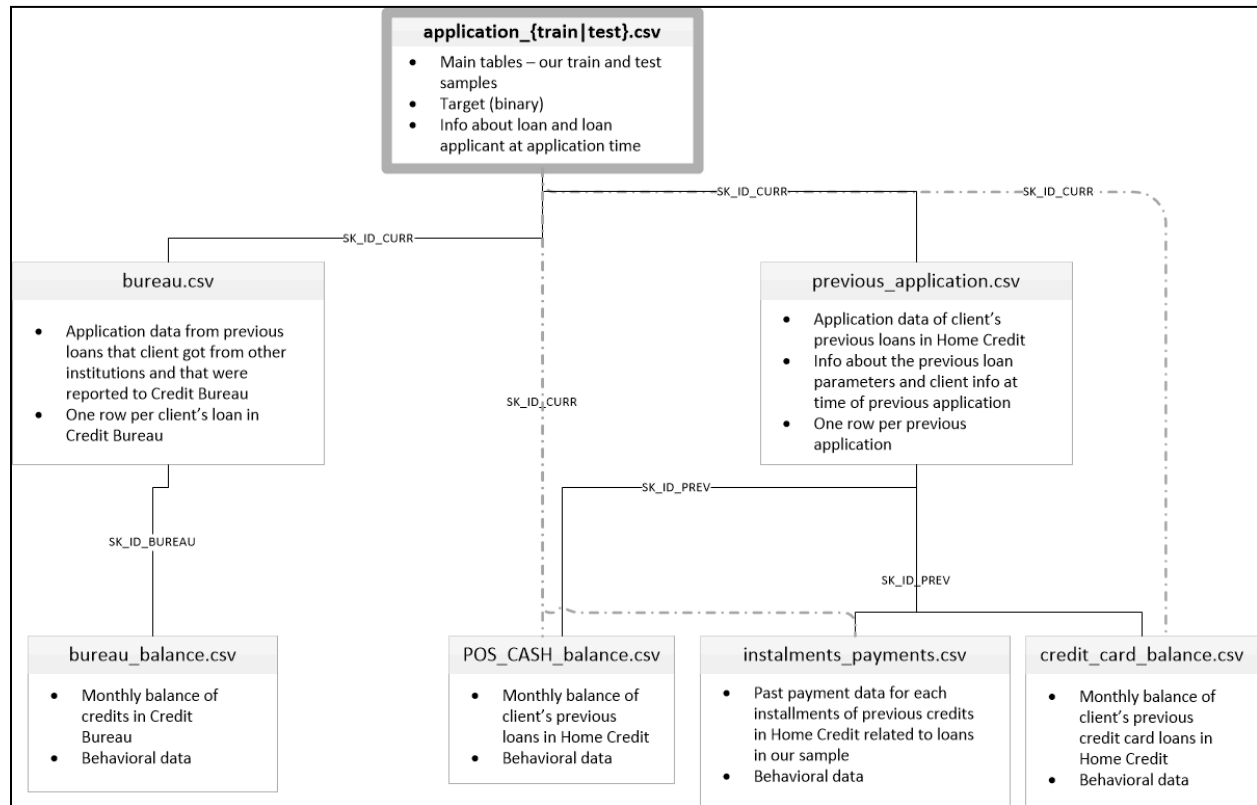 application_{train|test}.csv
• Main tables – our train and test
samples
• Target (binary)
• Info about loan and loan
applicant at application time
SK_ID_CURR
SK_ID_CURR
SK_ID_CURR
bureau.csv
• Application data from previous
loans that client got from other
institutions and that were
reported to Credit Bureau
• One row per client's loan in
Credit Bureau
previous_application.csv
• Application data of client's
previous loans in Home Credit
• Info about the previous loan
parameters and client info at
time of previous application
• One row per previous
application
SK_ID_CURR
SK_ID_PREV
SK_ID_BUREAU
SK_ID_PREV
bureau_balance.csv
• Monthly balance of
credits in Credit
Bureau
• Behavioral data
POS_CASH_balance.csv
• Monthly balance of
client's previous
loans in Home Credit
• Behavioral data
instalments_payments.csv
• Past payment data for each
installments of previous credits
in Home Credit related to loans
in our sample
• Behavioral data
credit_card_balance.csv
• Monthly balance of
client's previous
credit card loans in
Home Credit
• Behavioral data